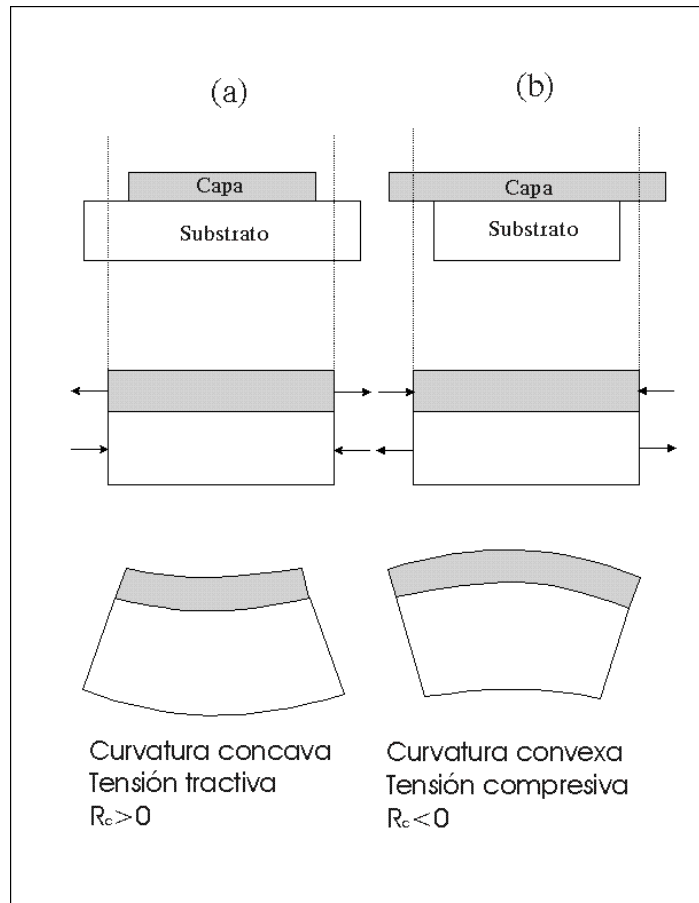 (a)
(b)
Capa
Substrato
Capa
Substrato
Curvatura concava
Tensión tractiva
Rc>0
Curvatura convexa
Tensión compresiva
Rc<0